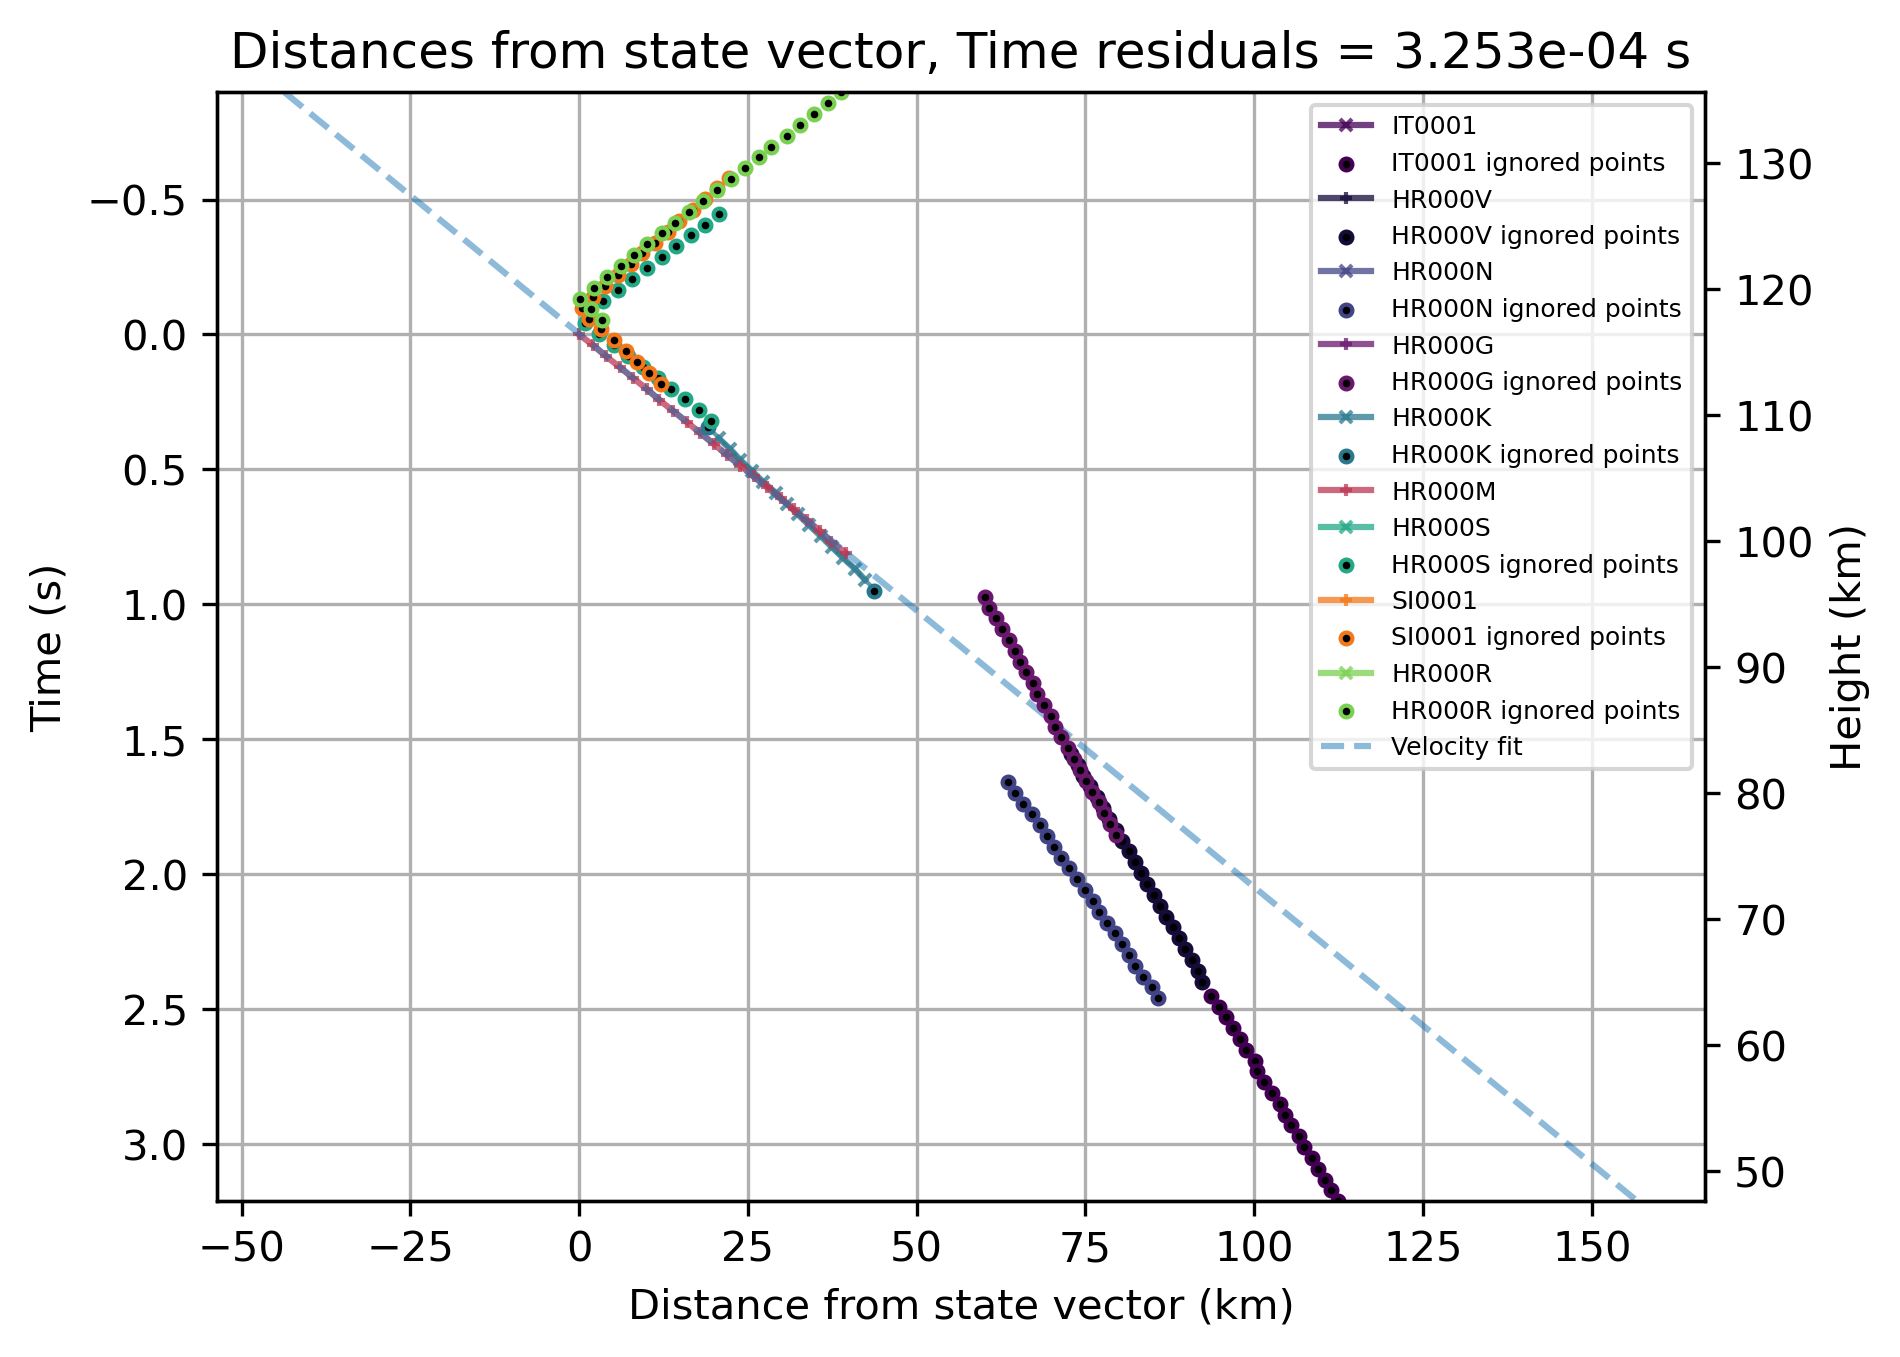 Distances from state vector, Time residuals = 3.253e-04 s
IT0001
IT0001 ignored points
HR000V
HR000V ignored points
HR000N
HR000N ignored points
HR000G
HR000G ignored points
HR000K
HR000K ignored points
HR000M
HR000S
HR000S ignored points
SI0001
SI0001 ignored points
HR000R
HR000R ignored points
Velocity fit
Time (s)
−0.5
0.0
0.5
1.0
1.5
2.0
2.5
3.0
130
120
110
100
90
80
70
60
50
Height (km)
−50 −25 0 25 50 75 100 125 150
Distance from state vector (km)